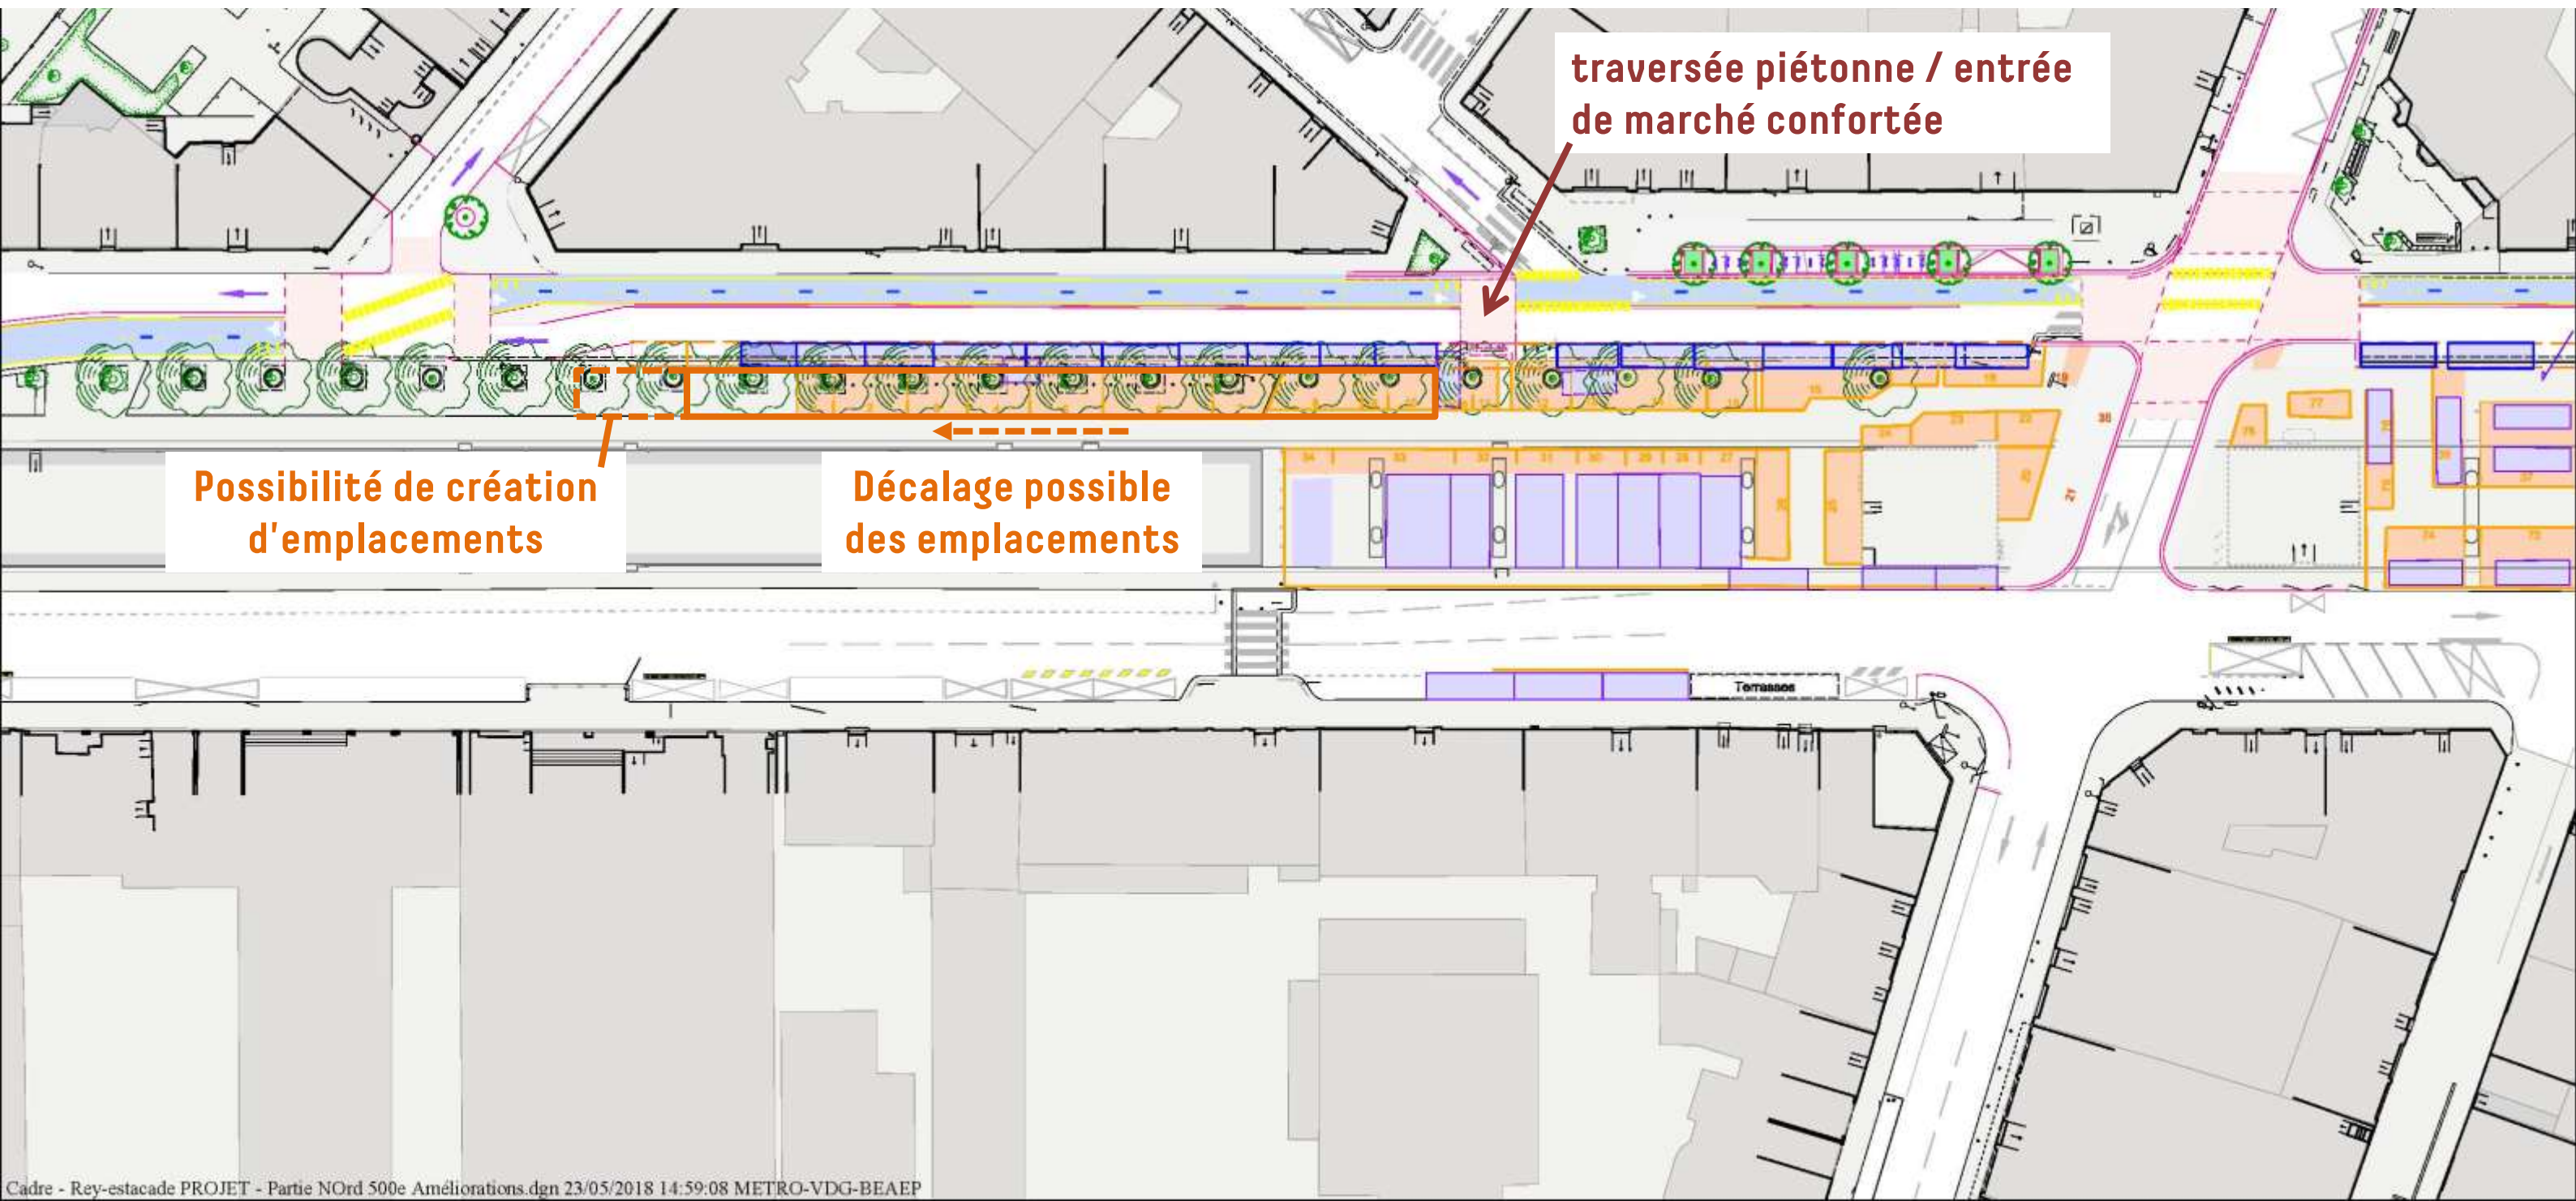 traversée piétonne / entrée
de marché confortée
Possibilité de création
d'emplacements
Décalage possible
des emplacements
Terrasses
Cadre - Rey-estacade PROJET - Partie NOrd 500e Améliorations.dgn 23/05/2018 14:59:08 METRO-VDG-BEAEP